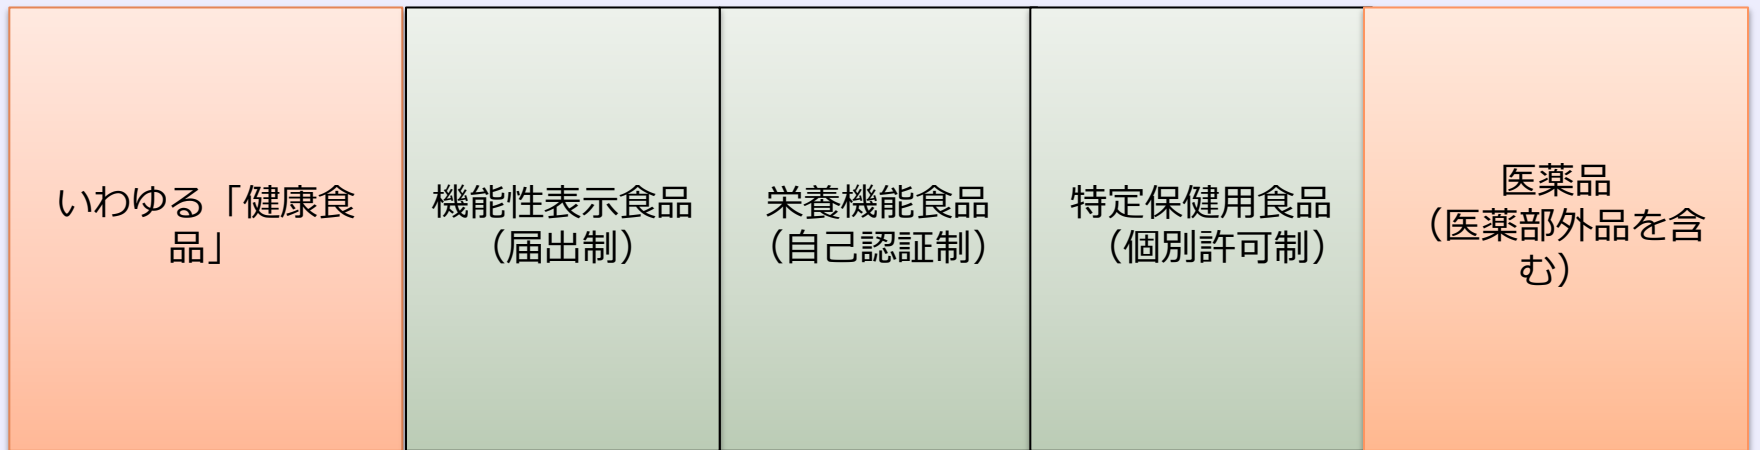 いわゆる「健康食
品」
機能性表示食品
（届出制）
栄養機能食品
（自己認証制）
特定保健用食品
（個別許可制）
医薬品
（医薬部外品を含
む）